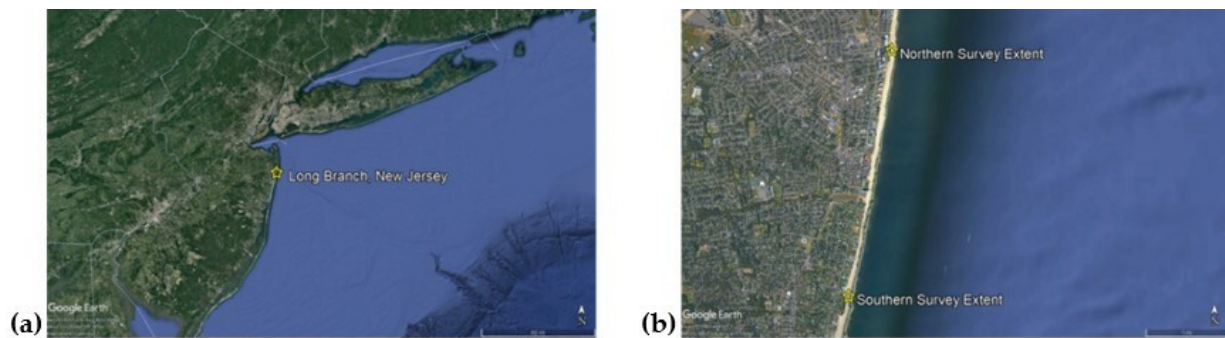 Long Branch, New Jersey
Google Earth
N
(a)
Northern Survey Extent
Southern Survey Extent
Google Earth
N
(b)